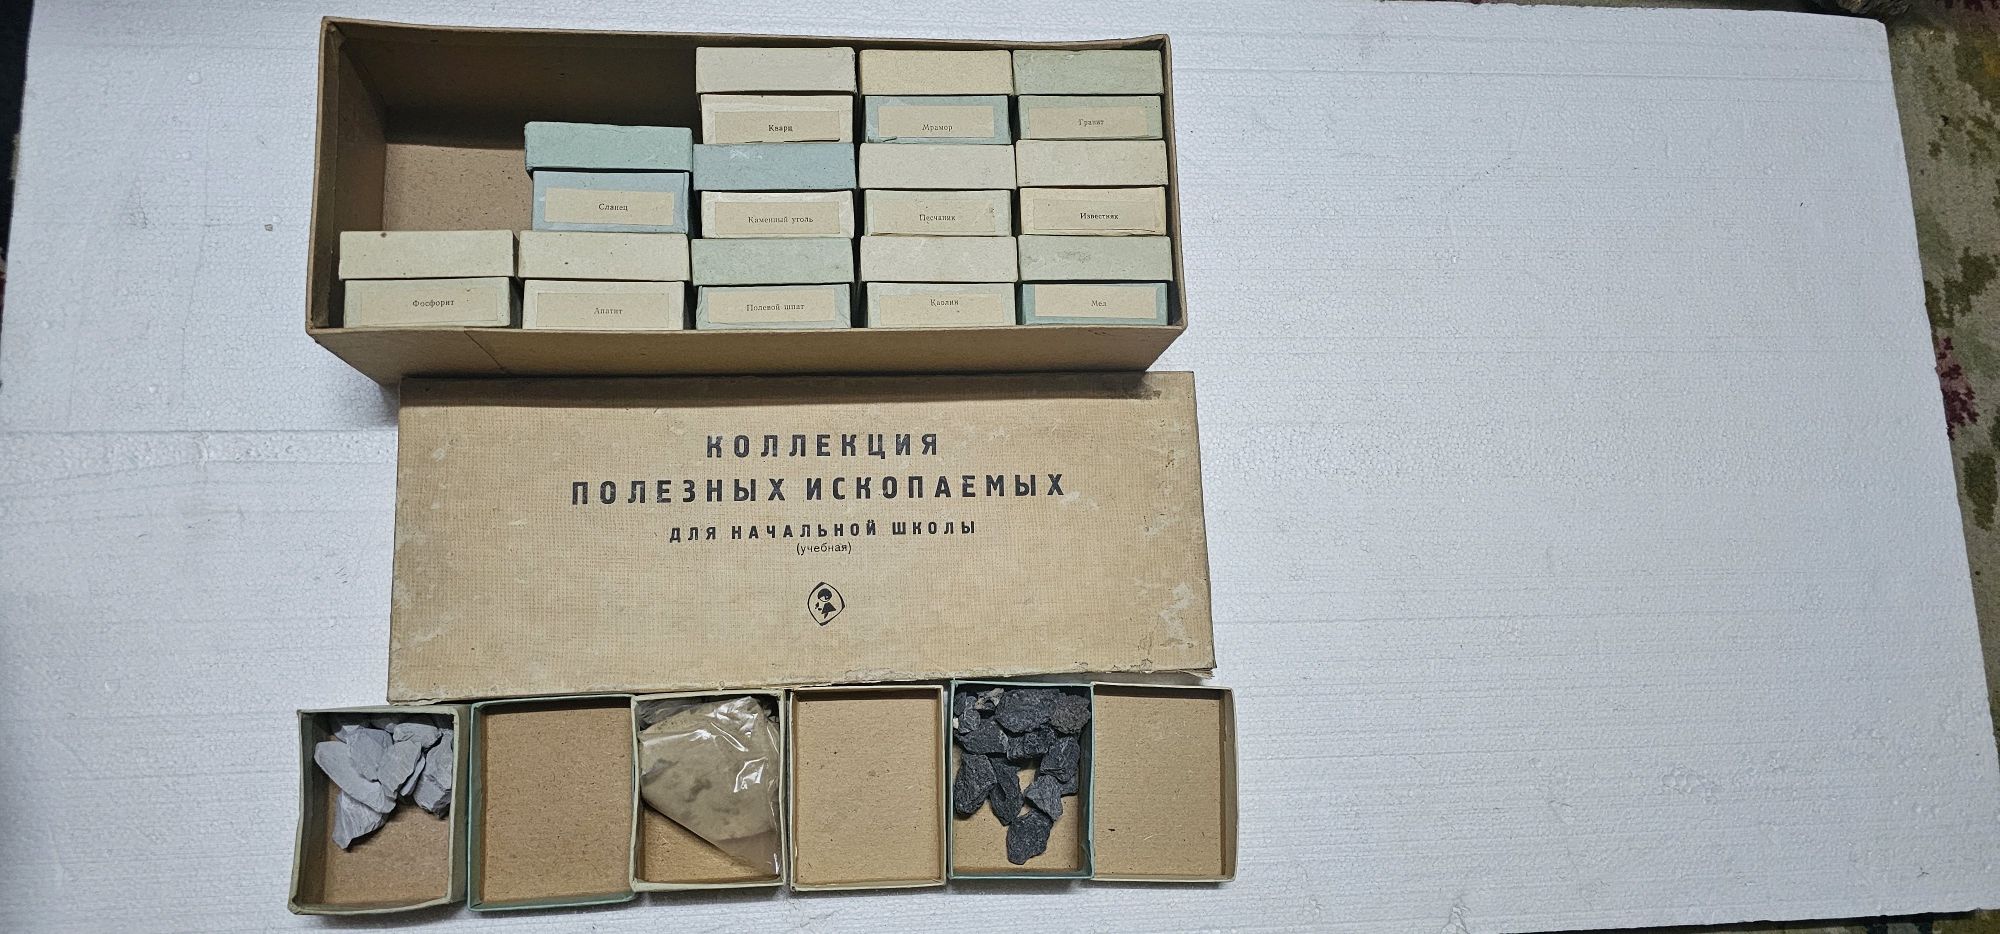 Кварц
Мрамор
Гранит
Сланец
Каменный уголь
Песчаник
Известняк
Фосфорит
Апатит
Полевой шпат
Каолин
Мел
КОЛЛЕКЦИЯ
ПОЛЕЗНЫХ ИСКОПАЕМЫХ
ДЛЯ НАЧАЛЬНОЙ ШКОЛЫ
(учебная)